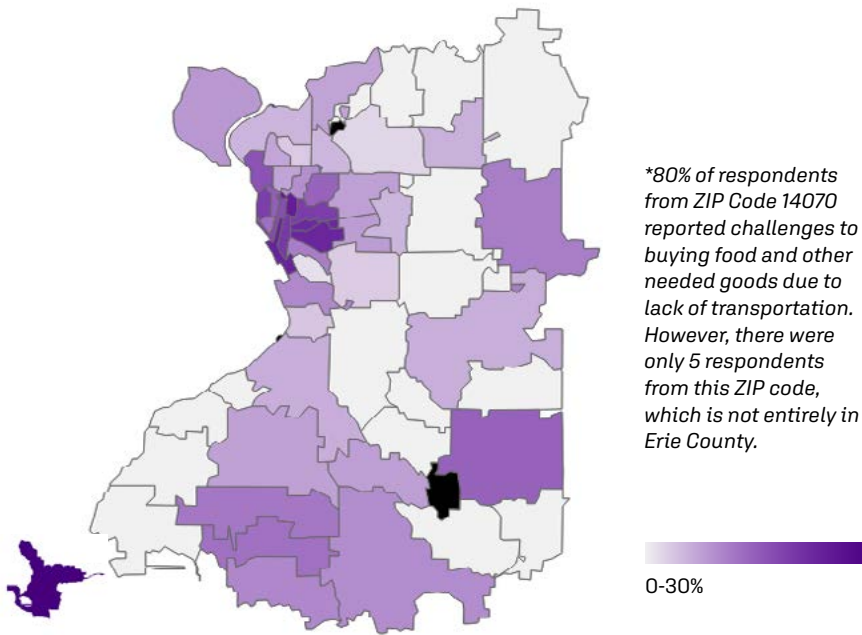 *80% of respondents
from ZIP Code 14070
reported challenges to
buying food and other
needed goods due to
lack of transportation.
However, there were
only 5 respondents
from this ZIP code,
which is not entirely in
Erie County.
0-30%